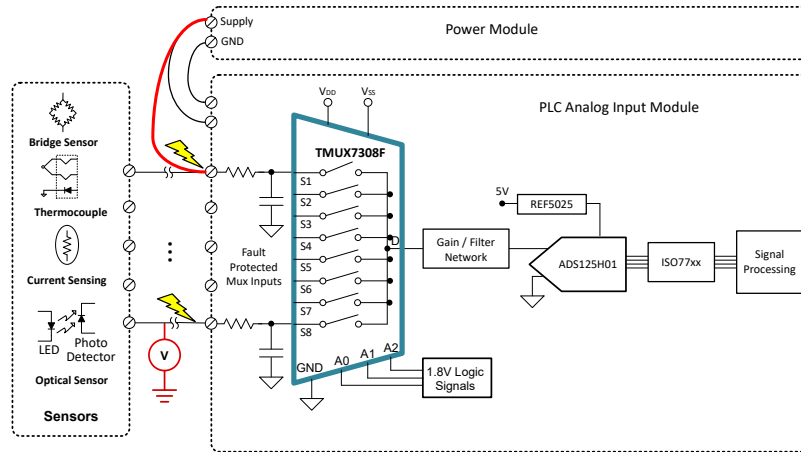 Supply
GND
Power Module
PLC Analog Input Module
VDD
VSS
TMUX7308F
Bridge Sensor
Thermocouple
Current Sensing
LED
Photo
Detector
Optical Sensor
Sensors
V
Fault
Protected
Mux Inputs
S1
S2
S3
S4
S5
S6
S7
S8
D
GND
A0
A1
A2
1.8V Logic
Signals
Gain / Filter
Network
5V
REF5025
ADS125H01
ISO77xx
Signal
Processing